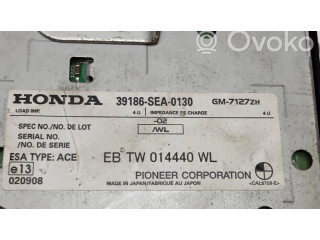 HONDA 39186-SEA-0130 GM-7127ZH
LOAD IMP. 4Ω IMPEDANCE DE CHARGE 4Ω
SPEC NO./NO. DE LOT -02
SERIAL NO. /WL
/NO. DE SERIE
ESA TYPE: ACE EB TW 014440 WL
e13 PIONEER CORPORATION
020908 MADE IN JAPAN/FABRIQUÉ AU JAPON <CAL8708-E>
ovoko